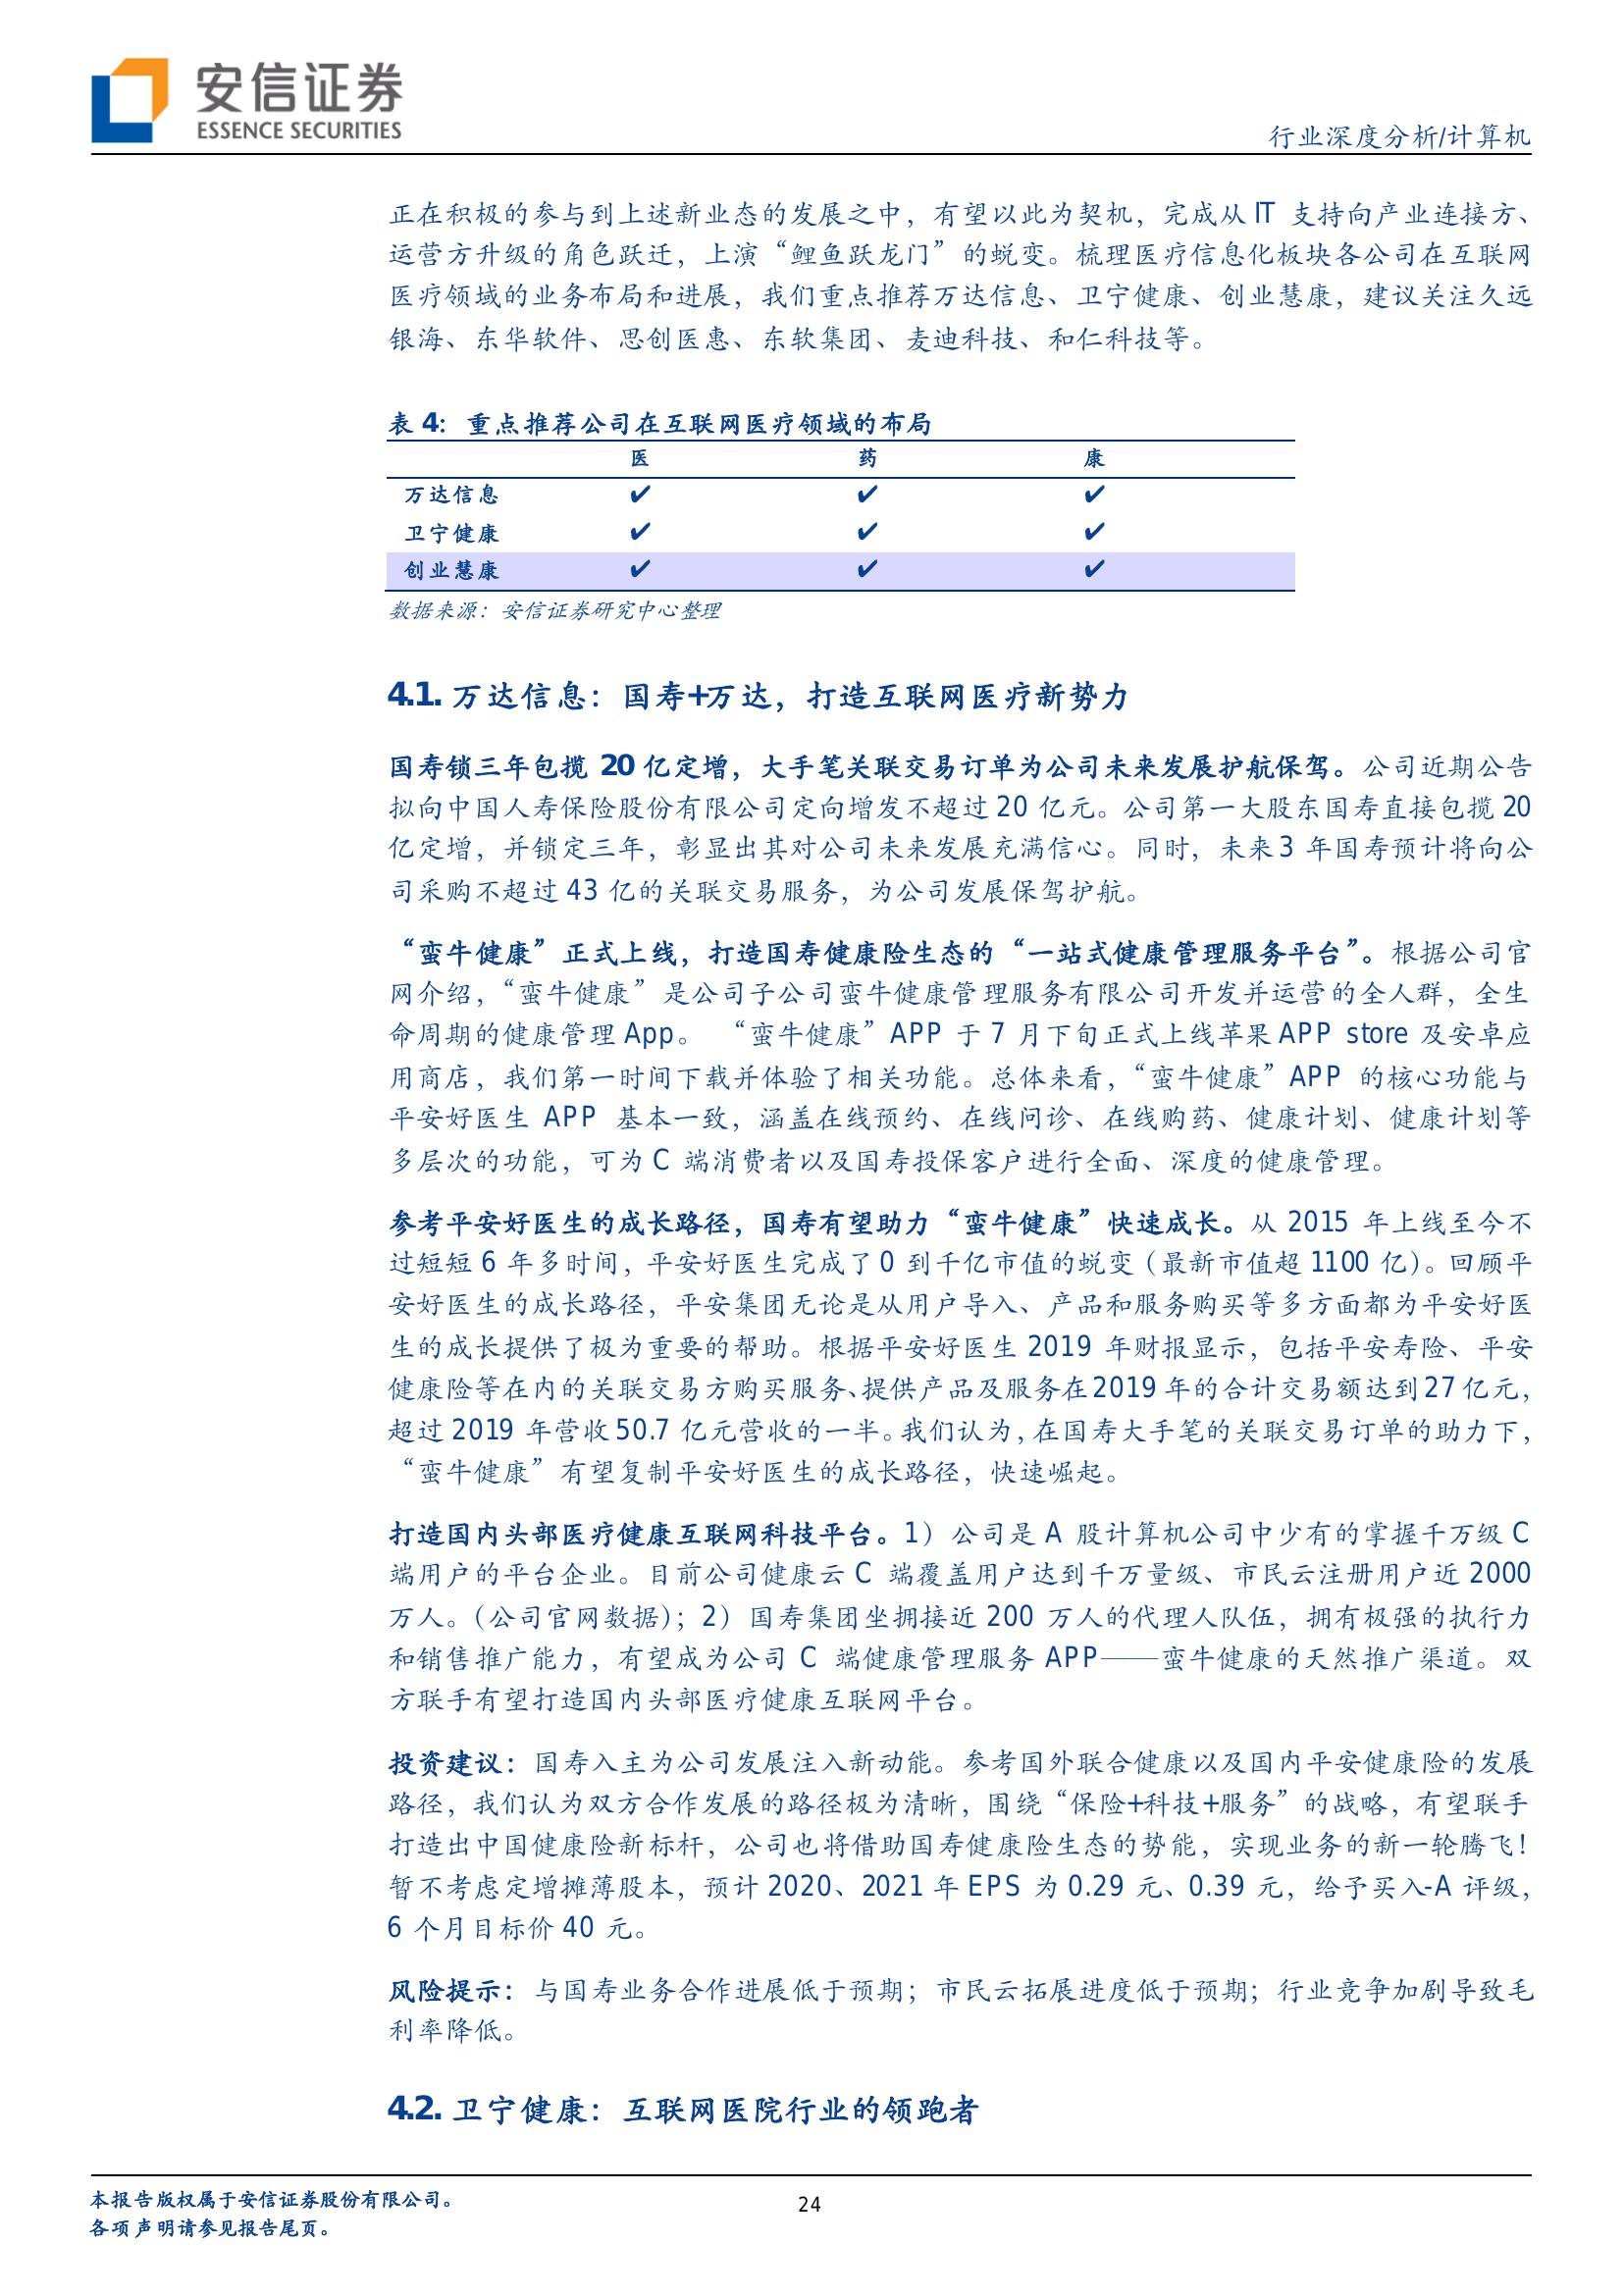 安信证券
ESSENCE SECURITIES
行业深度分析/计算机
正在积极的参与到上述新业态的发展之中，有望以此为契机，完成从 IT 支持向产业连接方、
运营方升级的角色跃迁，上演“鲤鱼跃龙门”的蜕变。梳理医疗信息化板块各公司在互联网
医疗领域的业务布局和进展，我们重点推荐万达信息、卫宁健康、创业慧康，建议关注久远
银海、东华软件、思创医惠、东软集团、麦迪科技、和仁科技等。
表 4：重点推荐公司在互联网医疗领域的布局
医 药 康
万达信息 ✔ ✔ ✔
卫宁健康 ✔ ✔ ✔
创业慧康 ✔ ✔ ✔
数据来源：安信证券研究中心整理
4.1. 万达信息：国寿+万达，打造互联网医疗新势力
国寿锁三年包揽 20 亿定增，大手笔关联交易订单为公司未来发展护航保驾。公司近期公告
拟向中国人寿保险股份有限公司定向增发不超过 20 亿元。公司第一大股东国寿直接包揽 20
亿定增，并锁定三年，彰显出其对公司未来发展充满信心。同时，未来 3 年国寿预计将向公
司采购不超过 43 亿的关联交易服务，为公司发展保驾护航。
“蛮牛健康”正式上线，打造国寿健康险生态的“一站式健康管理服务平台”。根据公司官
网介绍，“蛮牛健康”是公司子公司蛮牛健康管理服务有限公司开发并运营的全人群，全生
命周期的健康管理 App。 “蛮牛健康”APP 于 7 月下旬正式上线苹果 APP store 及安卓应
用商店，我们第一时间下载并体验了相关功能。总体来看，“蛮牛健康”APP 的核心功能与
平安好医生 APP 基本一致，涵盖在线预约、在线问诊、在线购药、健康计划、健康计划等
多层次的功能，可为 C 端消费者以及国寿投保客户进行全面、深度的健康管理。
参考平安好医生的成长路径，国寿有望助力“蛮牛健康”快速成长。从 2015 年上线至今不
过短短 6 年多时间，平安好医生完成了 0 到千亿市值的蜕变（最新市值超 1100 亿）。回顾平
安好医生的成长路径，平安集团无论是从用户导入、产品和服务购买等多方面都为平安好医
生的成长提供了极为重要的帮助。根据平安好医生 2019 年财报显示，包括平安寿险、平安
健康险等在内的关联交易方购买服务、提供产品及服务在 2019 年的合计交易额达到 27 亿元，
超过 2019 年营收 50.7 亿元营收的一半。我们认为，在国寿大手笔的关联交易订单的助力下，
“蛮牛健康”有望复制平安好医生的成长路径，快速崛起。
打造国内头部医疗健康互联网科技平台。1）公司是 A 股计算机公司中少有的掌握千万级 C
端用户的平台企业。目前公司健康云 C 端覆盖用户达到千万量级、市民云注册用户近 2000
万人。（公司官网数据）；2）国寿集团坐拥接近 200 万人的代理人队伍，拥有极强的执行力
和销售推广能力，有望成为公司 C 端健康管理服务 APP——蛮牛健康的天然推广渠道。双
方联手有望打造国内头部医疗健康互联网平台。
投资建议：国寿入主为公司发展注入新动能。参考国外联合健康以及国内平安健康险的发展
路径，我们认为双方合作发展的路径极为清晰，围绕“保险+科技+服务”的战略，有望联手
打造出中国健康险新标杆，公司也将借助国寿健康险生态的势能，实现业务的新一轮腾飞！
暂不考虑定增摊薄股本，预计 2020、2021 年 EPS 为 0.29 元、0.39 元，给予买入-A 评级，
6 个月目标价 40 元。
风险提示：与国寿业务合作进展低于预期；市民云拓展进度低于预期；行业竞争加剧导致毛
利率降低。
4.2. 卫宁健康：互联网医院行业的领跑者
本报告版权属于安信证券股份有限公司。
24
各项声明请参见报告尾页。